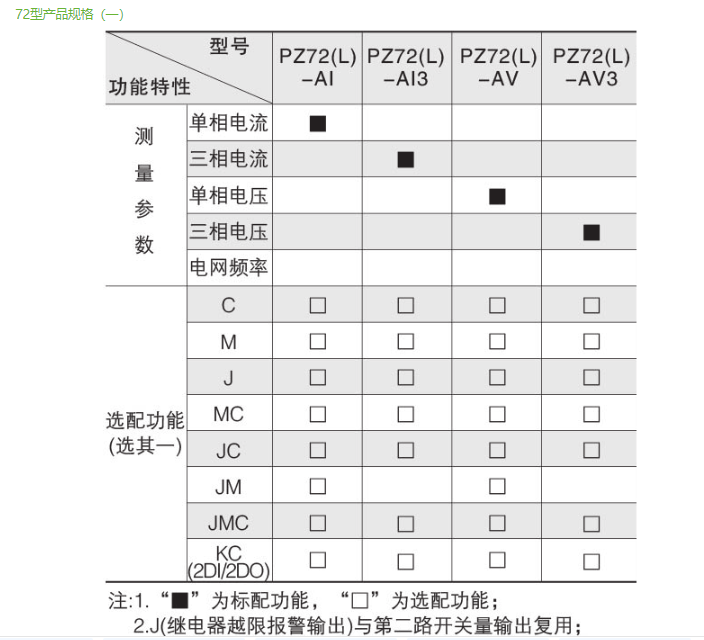 72型产品规格（一）
型号
功能特性
PZ72(L)-AI
PZ72(L)-AI3
PZ72(L)-AV
PZ72(L)-AV3
测量参数
单相电流 ■
三相电流 ■
单相电压 ■
三相电压 ■
电网频率
选配功能
(选其一)
C □ □ □ □
M □ □ □ □
J □ □ □ □
MC □ □ □ □
JC □ □ □ □
JM □ □
JMC □ □ □ □
KC
(2DI/2DO) □ □ □ □
注:1.“■”为标配功能，“□”为选配功能；
2.J(继电器越限报警输出)与第二路开关量输出复用；